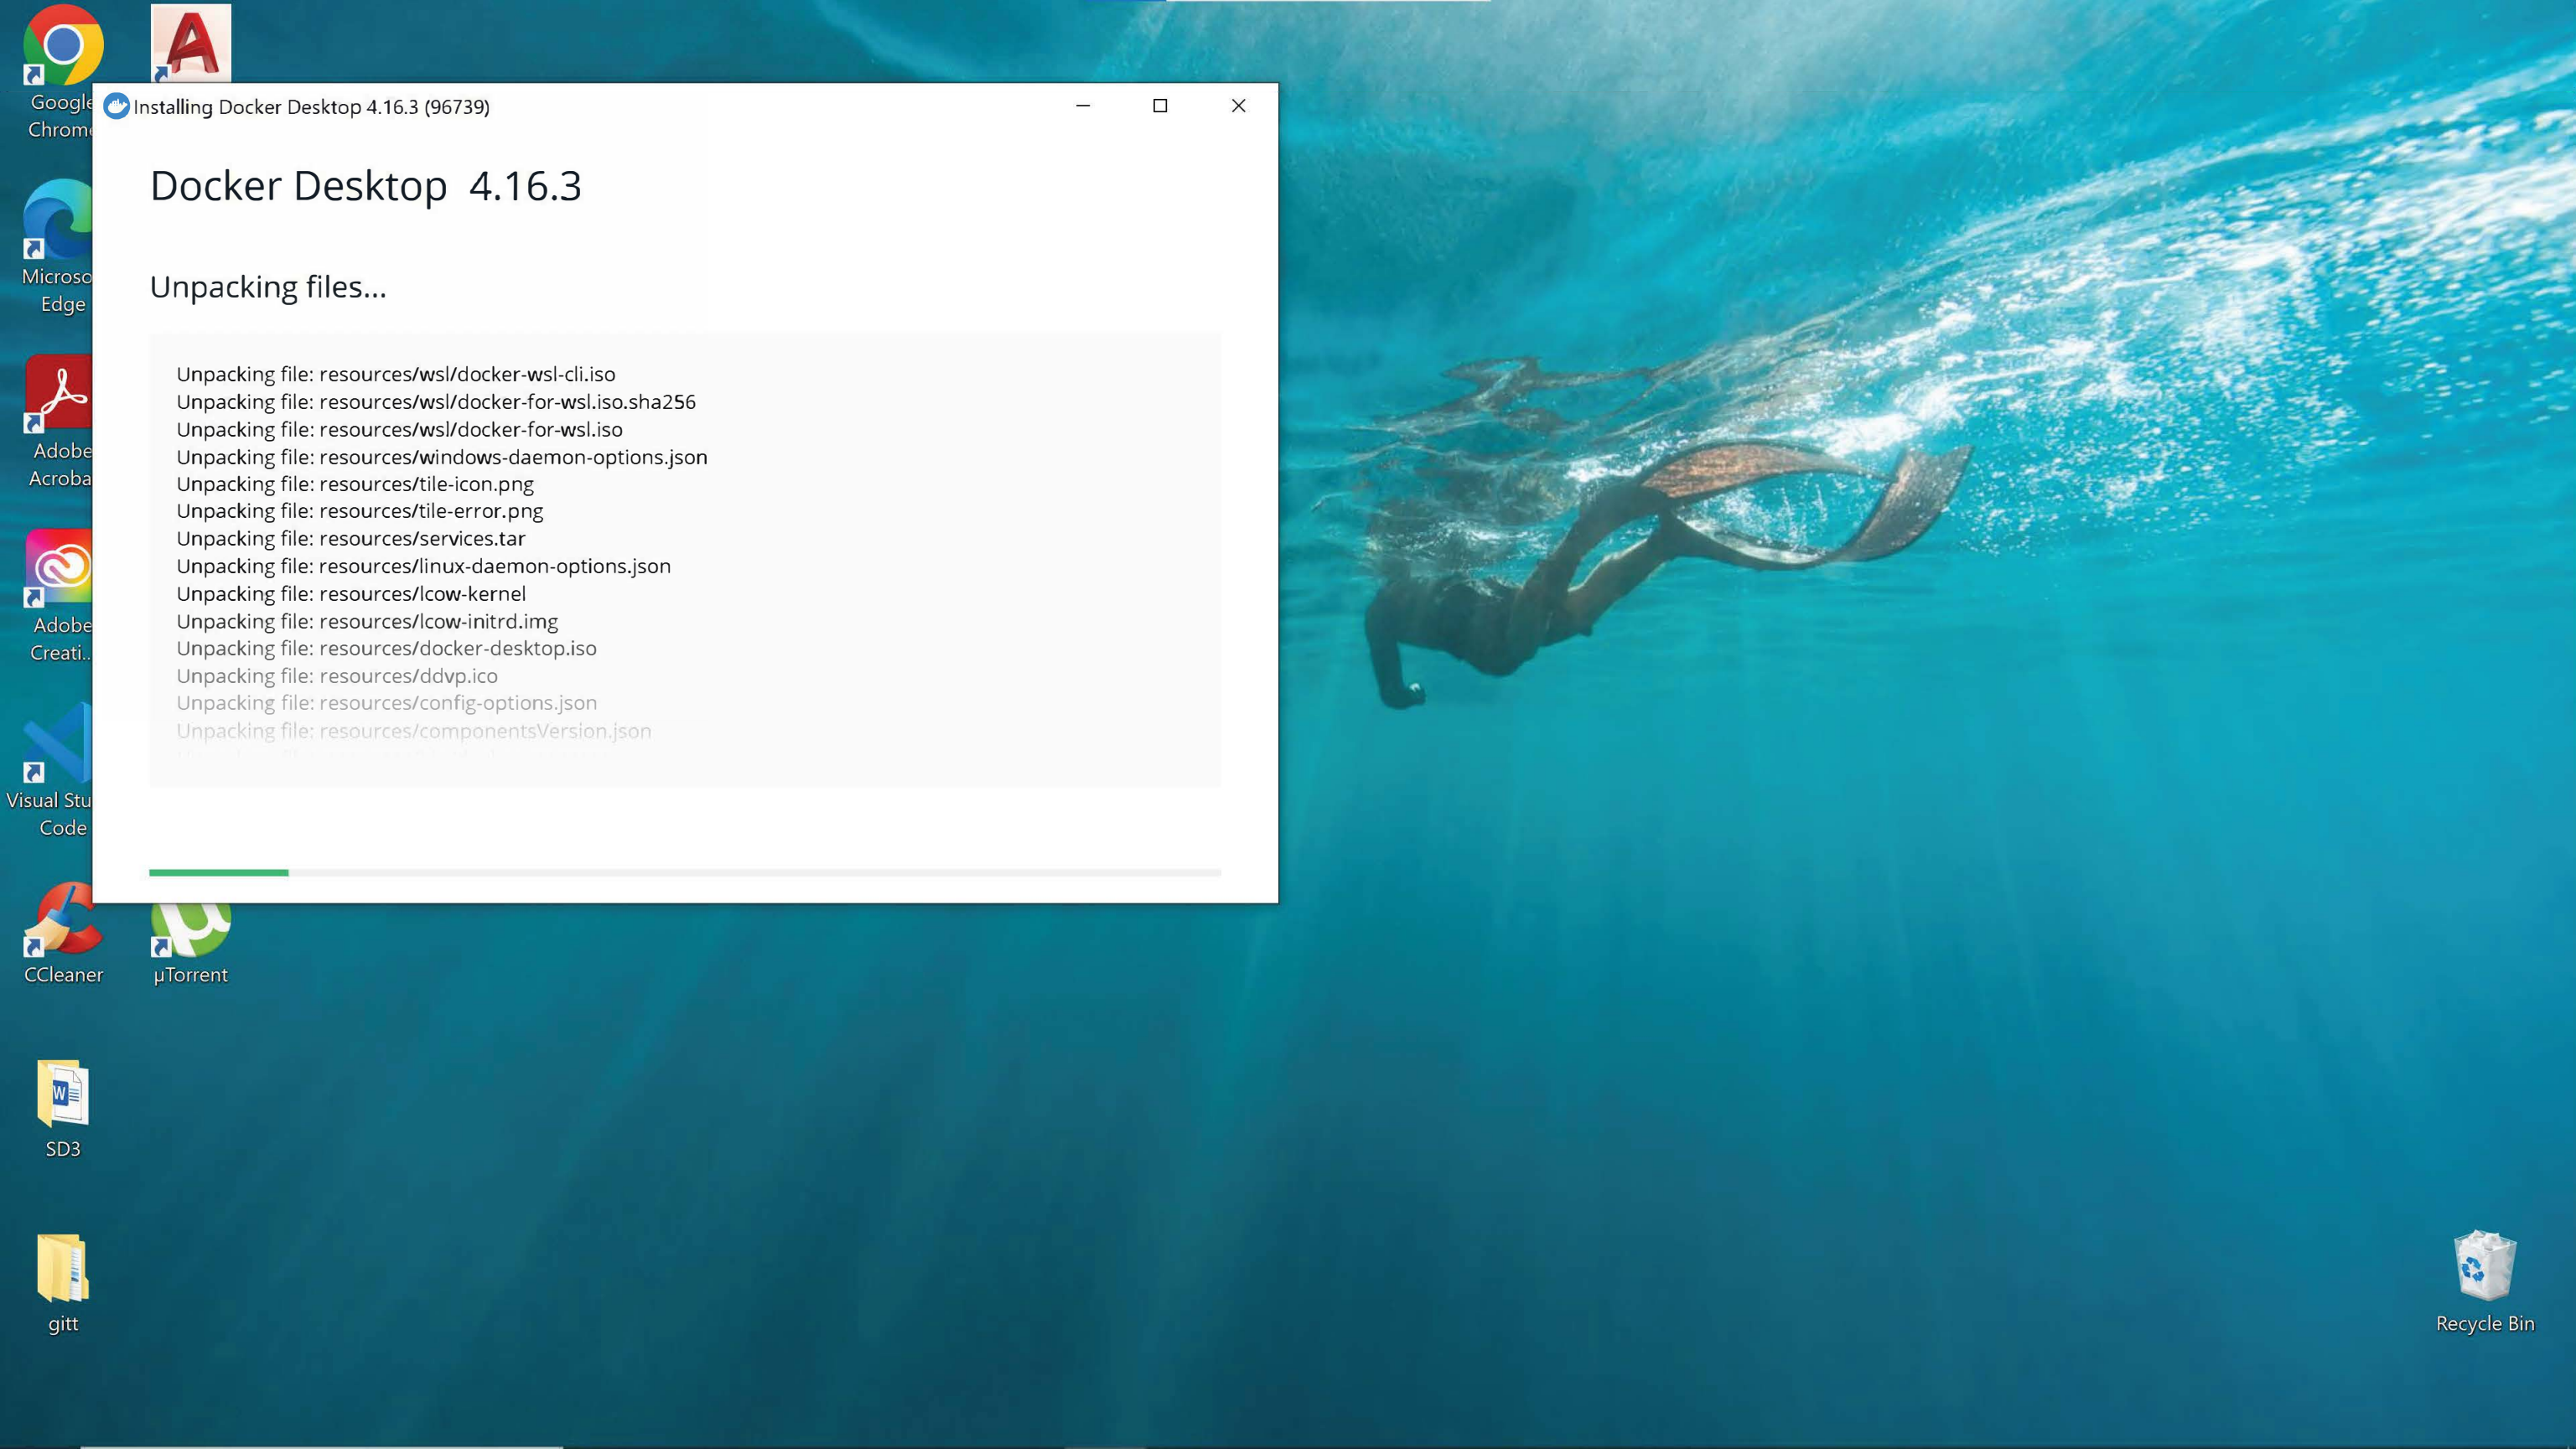 Google
Chrome
Installing Docker Desktop 4.16.3 (96739)
Docker Desktop 4.16.3
Unpacking files...
Unpacking file: resources/wsl/docker-wsl-cli.iso
Unpacking file: resources/wsl/docker-for-wsl.iso.sha256
Unpacking file: resources/wsl/docker-for-wsl.iso
Unpacking file: resources/windows-daemon-options.json
Unpacking file: resources/tile-icon.png
Unpacking file: resources/tile-error.png
Unpacking file: resources/services.tar
Unpacking file: resources/linux-daemon-options.json
Unpacking file: resources/lcow-kernel
Unpacking file: resources/lcow-initrd.img
Unpacking file: resources/docker-desktop.iso
Unpacking file: resources/ddvp.ico
Unpacking file: resources/config-options.json
Unpacking file: resources/componentsVersion.json
Microso
Edge
Adobe
Acroba
Adobe
Creati...
Visual Stu
Code
CCleaner
µTorrent
SD3
gitt
Recycle Bin